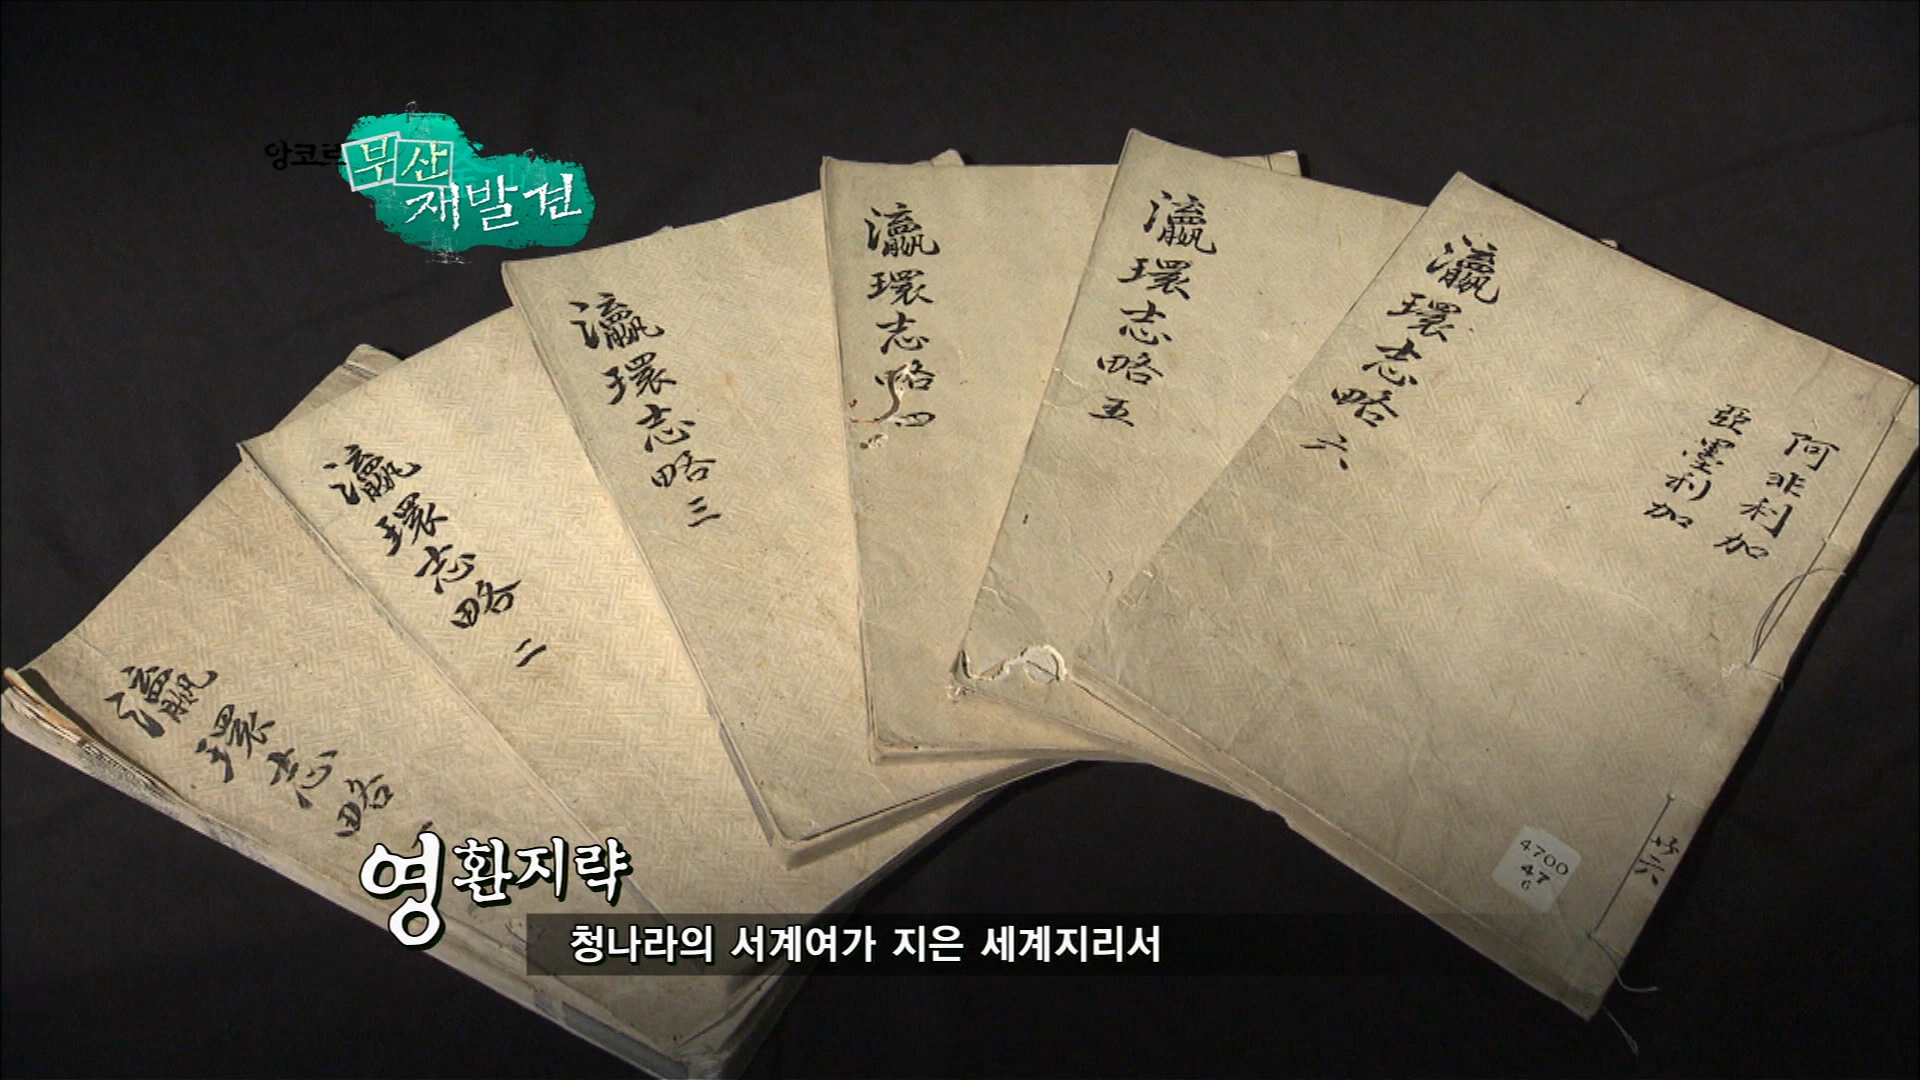 앙코르 부산
재발견
瀛環志略
瀛環志略 二
瀛環志略 三
瀛環志略 四
瀛環志略 五
瀛環志略 六
何非利加
亞墨利加
4700
47
6
영환지략
청나라의 서계여가 지은 세계지리서